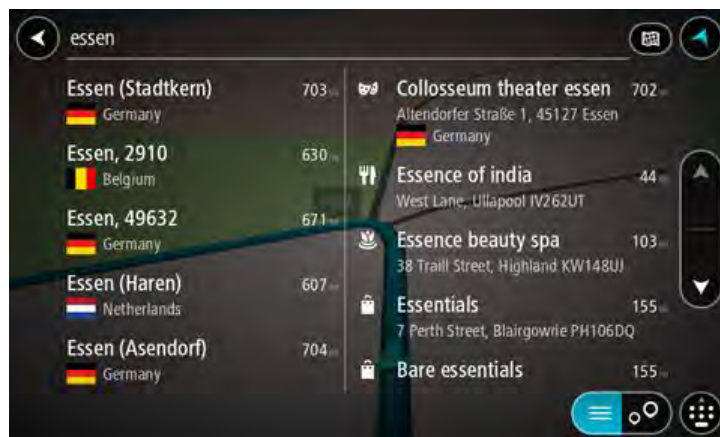 essen
Essen (Stadtkern) 703
Germany
Essen, 2910 630
Belgium
Essen, 49632 671
Germany
Essen (Haren) 607
Netherlands
Essen (Asendorf) 704
Germany
Collosseum theater essen 702
Altendorfer Straße 1, 45127 Essen
Germany
Essence of india 44
West Lane, Ullapool IV262UT
Essence beauty spa 103
38 Traill Street, Highland KW148UJ
Essentials 155
7 Perth Street, Blairgowrie PH106DQ
Bare essentials 155